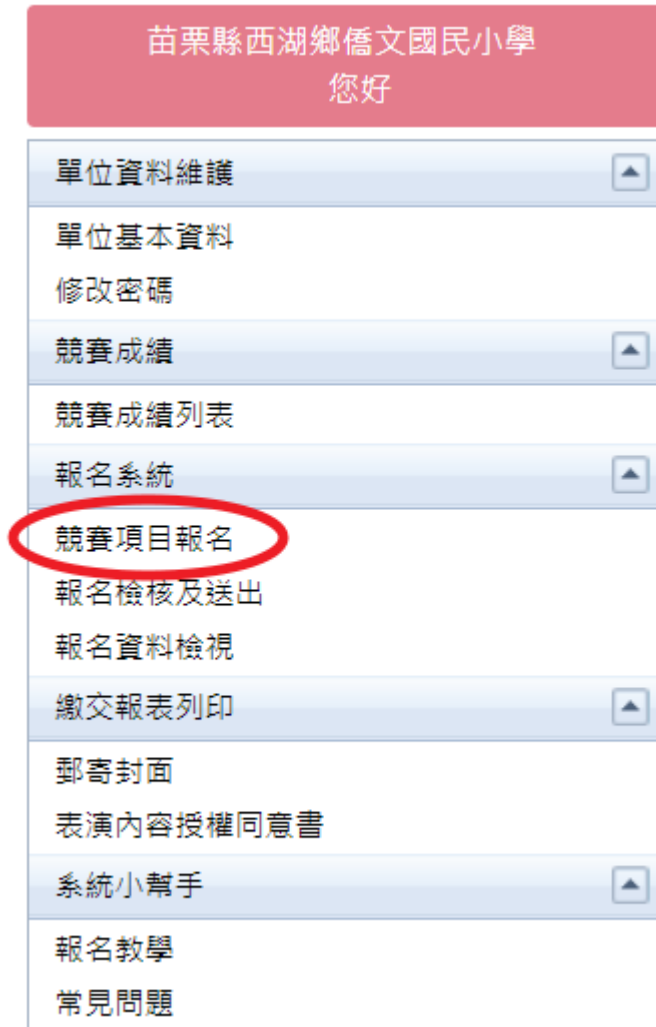 苗栗縣西湖鄉僑文國民小學
您好
單位資料維護
單位基本資料
修改密碼
競賽成績
競賽成績列表
報名系統
競賽項目報名
報名檢核及送出
報名資料檢視
繳交報表列印
郵寄封面
表演內容授權同意書
系統小幫手
報名教學
常見問題